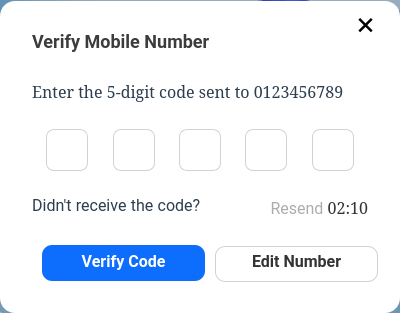 Verify Mobile Number
Enter the 5-digit code sent to 0123456789
Didn't receive the code?
Resend 02:10
Verify Code
Edit Number